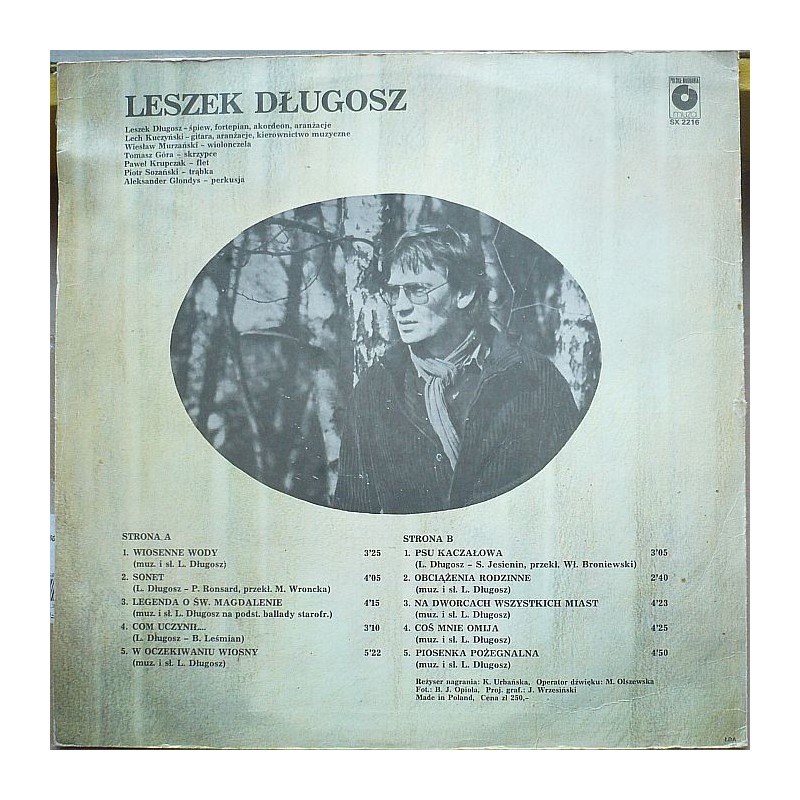 LESZEK DŁUGOSZ
Leszek Długosz – śpiew, fortepian, akordeon, aranżacje
Lech Kuczyński – gitara, aranżacje, kierownictwo muzyczne
Wiesław Murzański – wiolonczela
Tomasz Góra – skrzypce
Paweł Krupczak – flet
Piotr Sozański – trąbka
Aleksander Glondys – perkusja
POLSKIE NAGRANIA
muza
SX 2216
STRONA A
1. WIOSENNE WODY 3'25
(muz. i sł. L. Długosz)
2. SONET 4'05
(L. Długosz – P. Ronsard, przekł. M. Wroncka)
3. LEGENDA O ŚW. MAGDALENIE 4'15
(muz. i sł. L. Długosz na podst. ballady starofr.)
4. COM UCZYNIŁ... 3'10
(L. Długosz – B. Leśmian)
5. W OCZEKIWANIU WIOSNY 5'22
(muz. i sł. L. Długosz)
STRONA B
1. PSU KACZAŁOWA 3'05
(L. Długosz – S. Jesienin, przekł. Wł. Broniewski)
2. OBCIĄŻENIA RODZINNE 2'40
(muz. i sł. L. Długosz)
3. NA DWORCACH WSZYSTKICH MIAST 4'23
(muz. i sł. L. Długosz)
4. COŚ MNIE OMIJA 4'25
(muz. i sł. L. Długosz)
5. PIOSENKA POŻEGNALNA 4'50
(muz. i sł. L. Długosz)
Reżyser nagrania: K. Urbańska, Operator dźwięku: M. Olszewska
Fot.: B. J. Opioła, Proj. graf.: J. Wrzesiński
Made in Poland, Cena zł 250,-